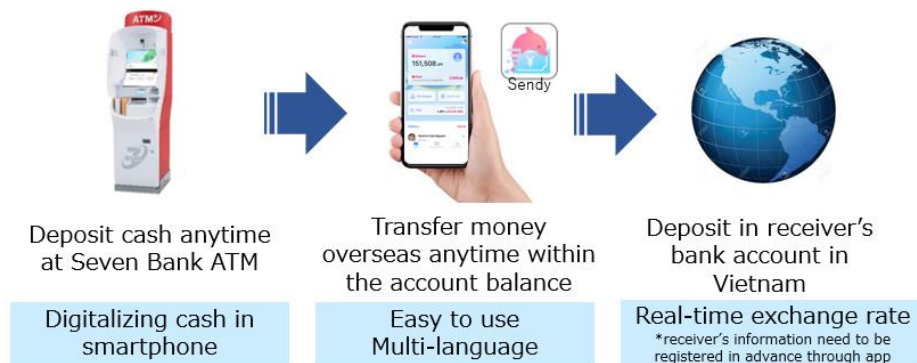 ATM
151,508
Sendy
Deposit cash anytime
at Seven Bank ATM
Transfer money
overseas anytime within
the account balance
Deposit in receiver's
bank account in
Vietnam
Digitalizing cash in
smartphone
Easy to use
Multi-language
Real-time exchange rate
*receiver's information need to be
registered in advance through app